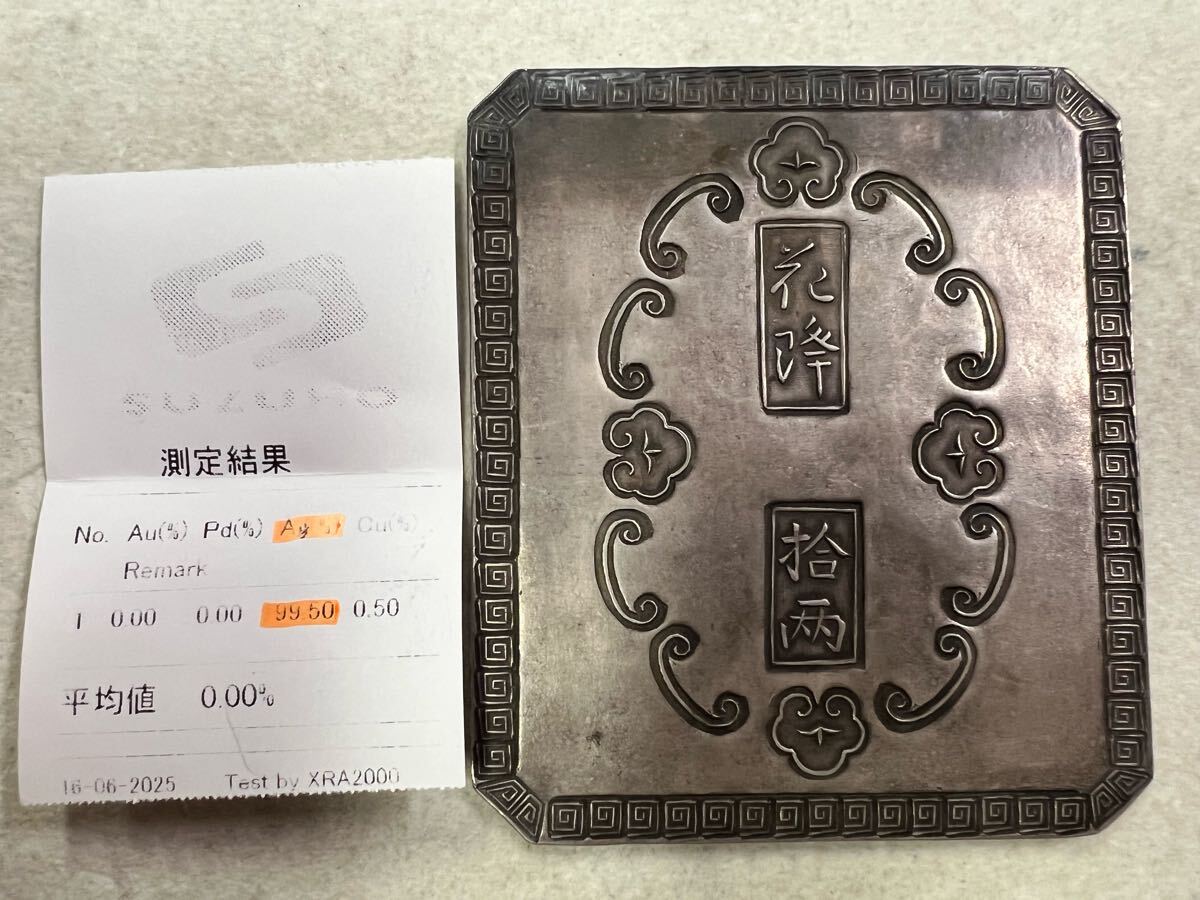 SUZUHO
測定結果
No. Au(%) Pd(%) Ag(%) Cu(%)
Remark
1 0.00 0.00 99.50 0.50
平均値 0.00%
16-06-2025 Test by XRA2000
花降
拾両